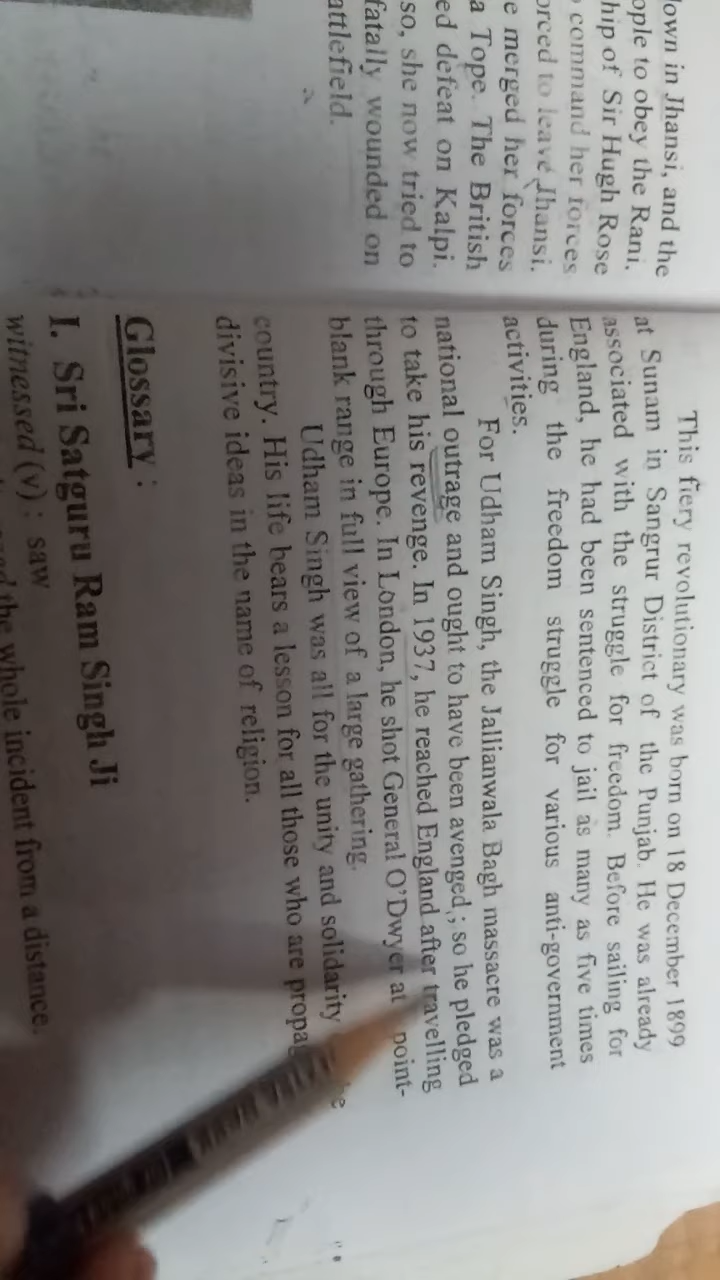 lown in Jhansi, and the
ople to obey the Rani.
hip of Sir Hugh Rose
command her forces
orced to leave Jhansi.
e merged her forces
a Tope. The British
ed defeat on Kalpi.
so, she now tried to
fatally wounded on
attlefield.
This fiery revolutionary was born on 18 December 1899
at Sunam in Sangrur District of the Punjab. He was already
associated with the struggle for freedom. Before sailing for
England, he had been sentenced to jail as many as five times
during the freedom struggle for various anti-government
activities.
For Udham Singh, the Jallianwala Bagh massacre was a
national outrage and ought to have been avenged ; so he pledged
to take his revenge. In 1937, he reached England after travelling
through Europe. In London, he shot General O'Dwyer at point-
blank range in full view of a large gathering.
Udham Singh was all for the unity and solidarity
country. His life bears a lesson for all those who are propa
divisive ideas in the name of religion.
Glossary :
I. Sri Satguru Ram Singh Ji
witnessed (v) : saw
the whole incident from a distance.